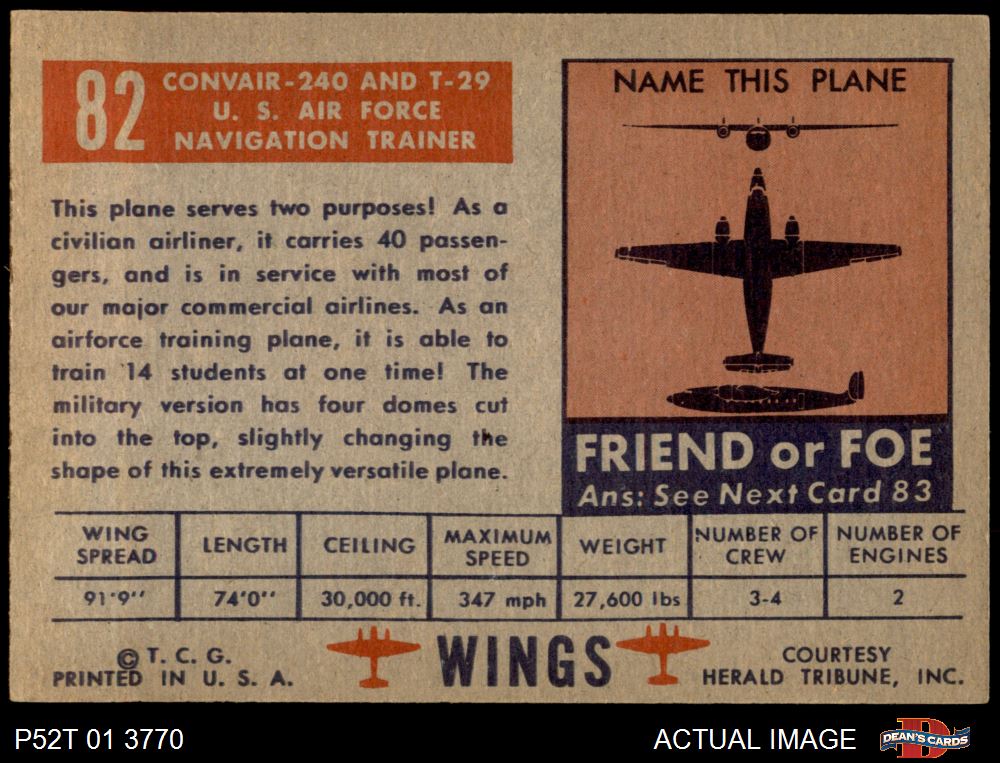 82
CONVAIR-240 AND T-29
U. S. AIR FORCE
NAVIGATION TRAINER
This plane serves two purposes! As a
civilian airliner, it carries 40 passen-
gers, and is in service with most of
our major commercial airlines. As an
airforce training plane, it is able to
train 14 students at one time! The
military version has four domes cut
into the top, slightly changing the
shape of this extremely versatile plane.
NAME THIS PLANE
FRIEND or FOE
Ans: See Next Card 83
WING SPREAD
LENGTH
CEILING
MAXIMUM SPEED
WEIGHT
NUMBER OF CREW
NUMBER OF ENGINES
91'9''
74'0''
30,000 ft.
347 mph
27,600 lbs
3-4
2
© T. C. G.
PRINTED IN U. S. A.
WINGS
COURTESY
HERALD TRIBUNE, INC.
P52T 01 3770
ACTUAL IMAGE
D
DEAN'S CARDS